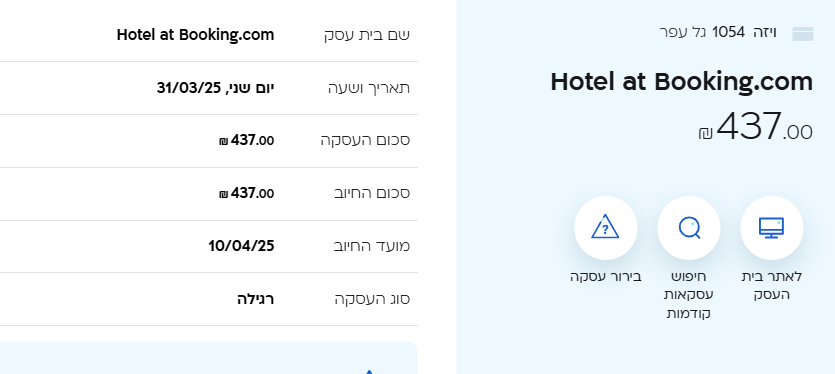 ויזה 1054 גל עפר
Hotel at Booking.com
₪437.00
לאתר בית העסק
חיפוש עסקאות קודמות
בירור עסקה
שם בית עסק Hotel at Booking.com
תאריך ושעה יום שני, 31/03/25
סכום העסקה ₪437.00
סכום החיוב ₪437.00
מועד החיוב 10/04/25
סוג העסקה רגילה